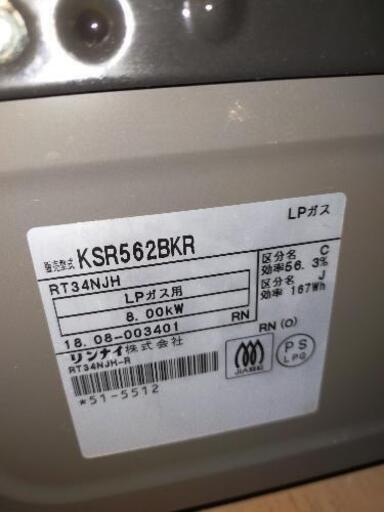 LPガス
販売型式 KSR562BKR
RT34NJH
LPガス用
8.00kW
18.08-003401 RN
区分名 C
効率56.3%
区分名 J
効率 167Wh
リンナイ株式会社
RT34NJH-R
RN(O)
PS
LPG
*51-5512